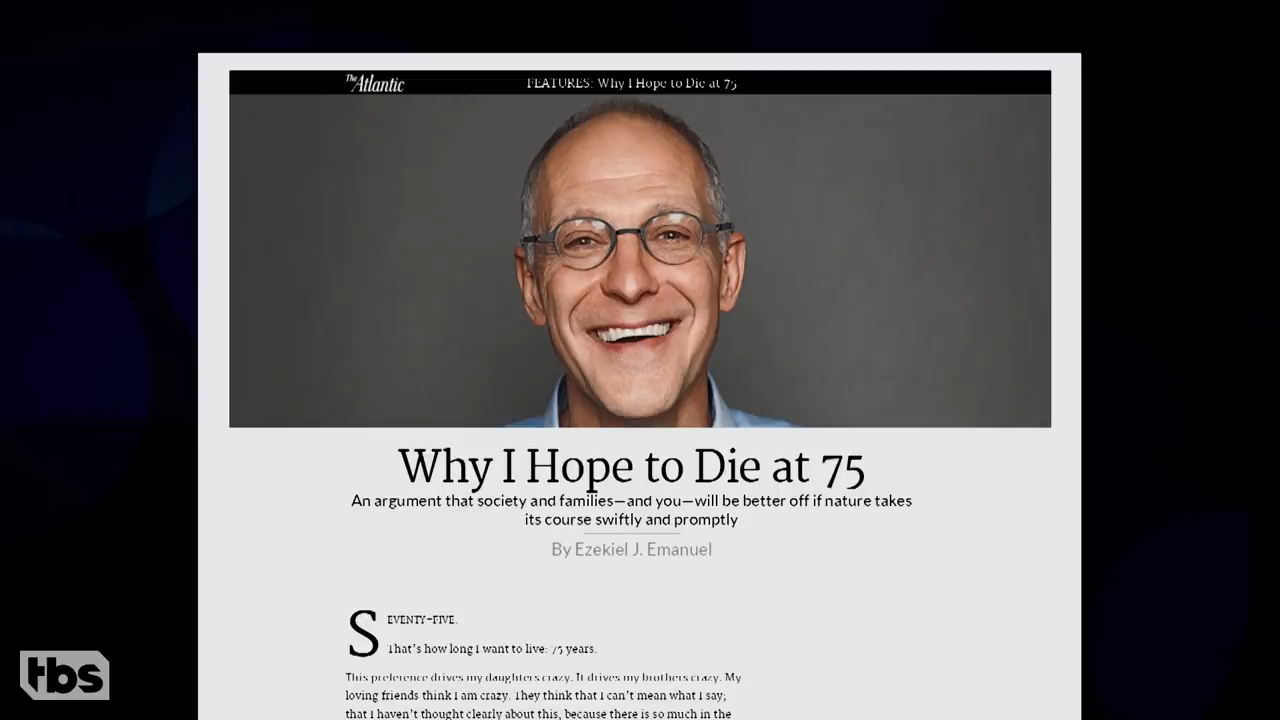 The Atlantic
FEATURES: Why I Hope to Die at 75
Why I Hope to Die at 75
An argument that society and families—and you—will be better off if nature takes
its course swiftly and promptly
By Ezekiel J. Emanuel
SEVENTY-FIVE.
That's how long I want to live: 75 years.
This preference drives my daughters crazy. It drives my brothers crazy. My
loving friends think I am crazy. They think that I can't mean what I say;
that I haven't thought clearly about this, because there is so much in the
tbs